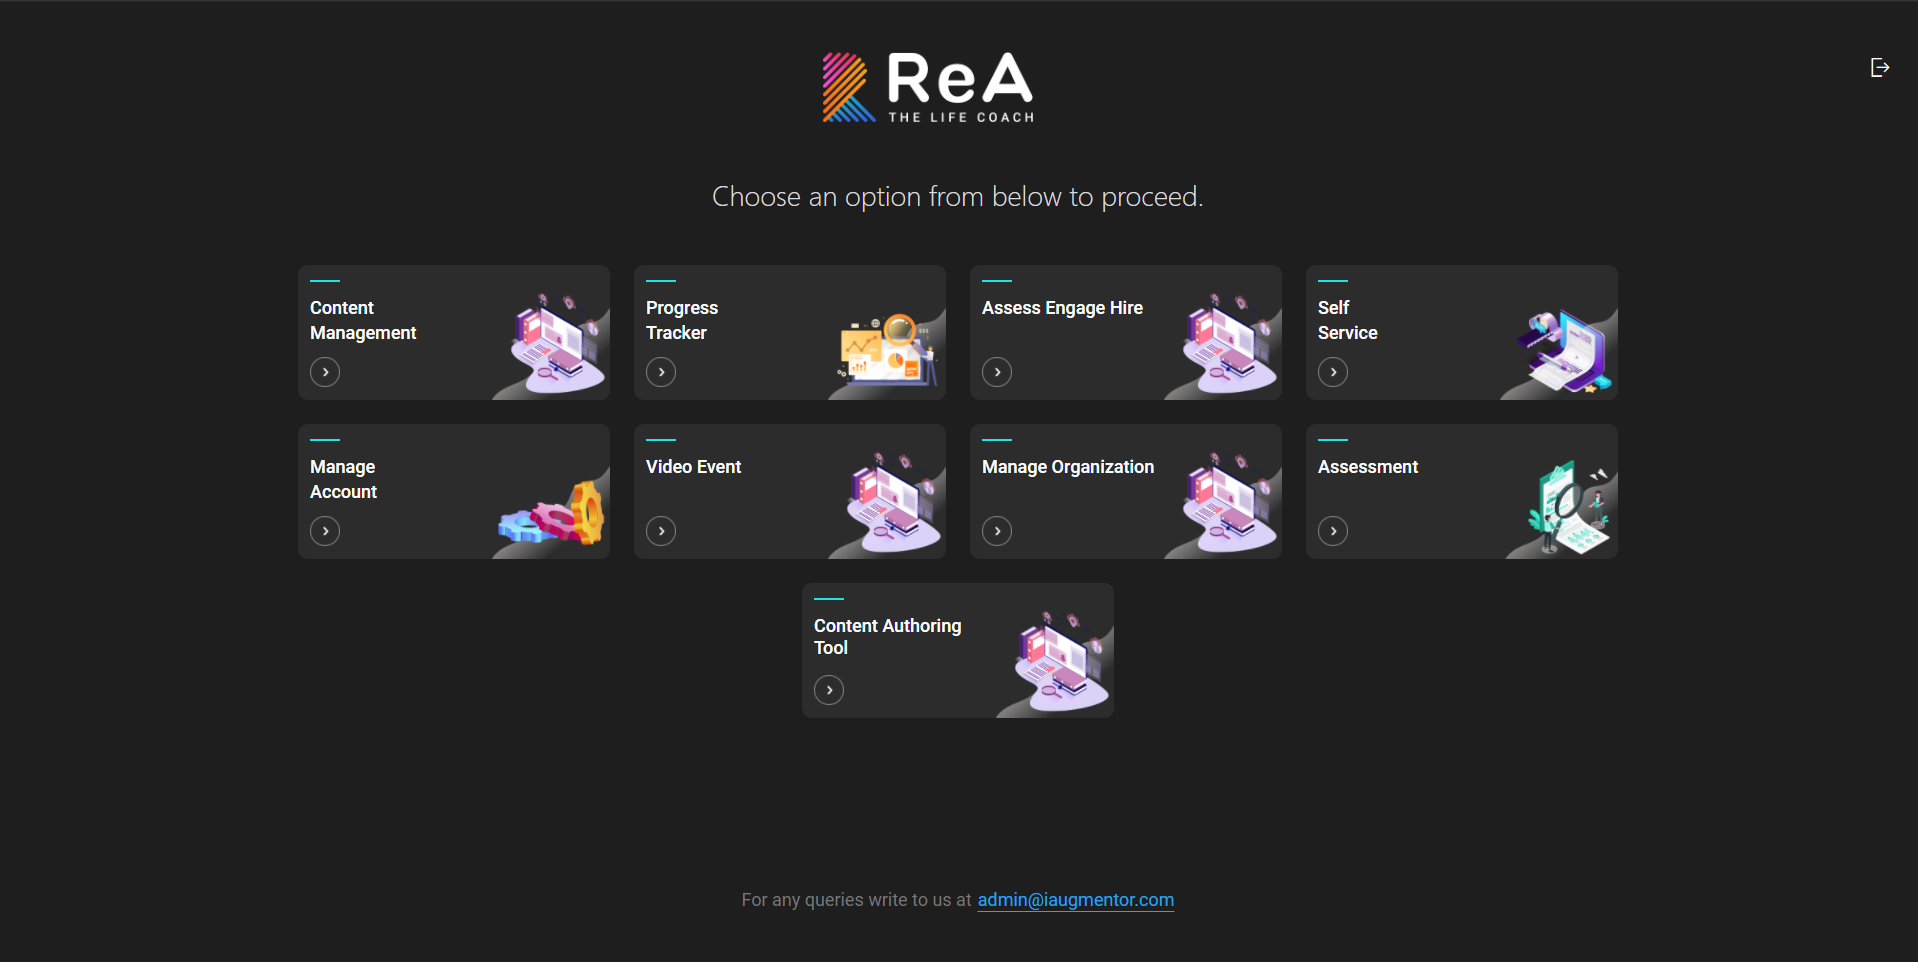 ReA
THE LIFE COACH
Choose an option from below to proceed.
Content
Management
Progress
Tracker
Assess Engage Hire
Self
Service
Manage
Account
Video Event
Manage Organization
Assessment
Content Authoring
Tool
For any queries write to us at admin@iaugmentor.com